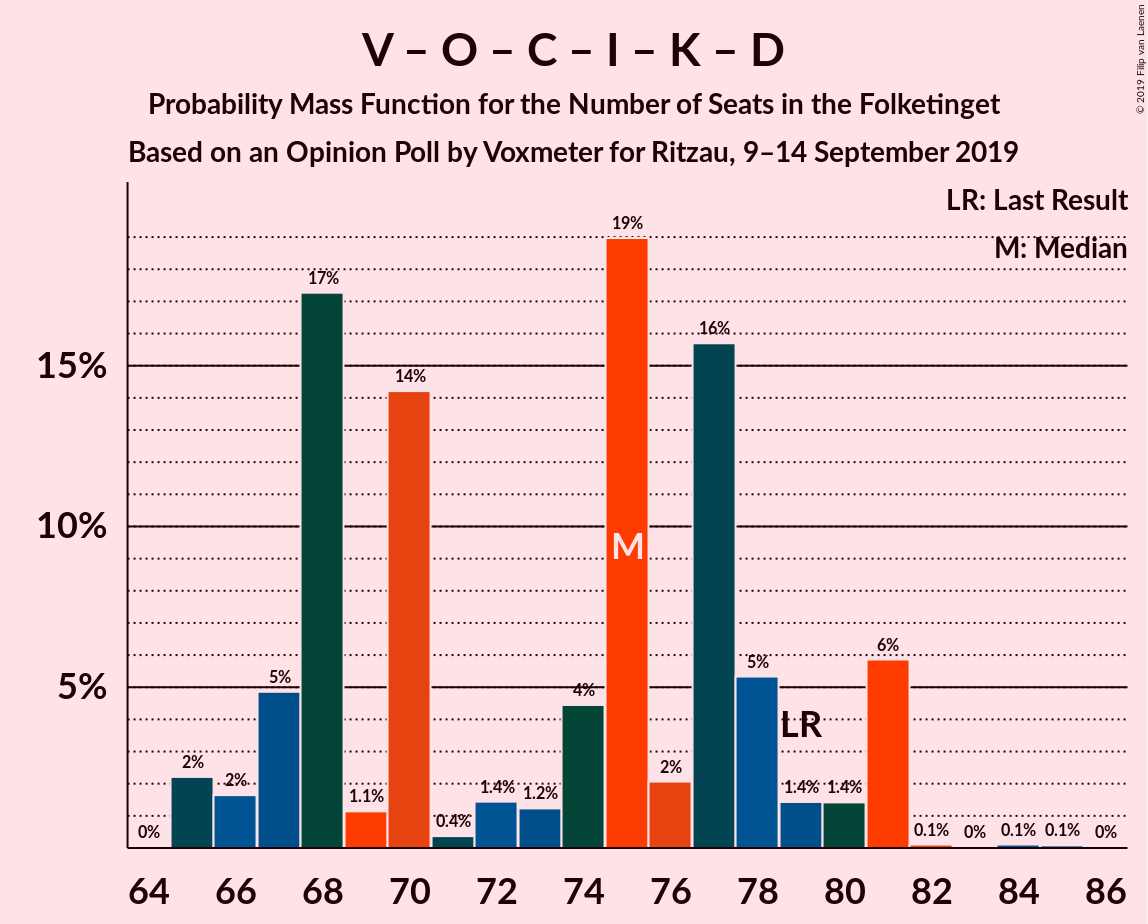 V – O – C – I – K – D
Probability Mass Function for the Number of Seats in the Folketinget
Based on an Opinion Poll by Voxmeter for Ritzau, 9–14 September 2019
© 2019 Filip van Laenen
LR: Last Result
M: Median
15%
10%
5%
0%
2%
2%
5%
17%
1.1%
14%
0.4%
1.4%
1.2%
4%
19%
2%
16%
5%
1.4%
1.4%
6%
0.1%
0%
0.1%
0.1%
0%
M
LR
64 66 68 70 72 74 76 78 80 82 84 86